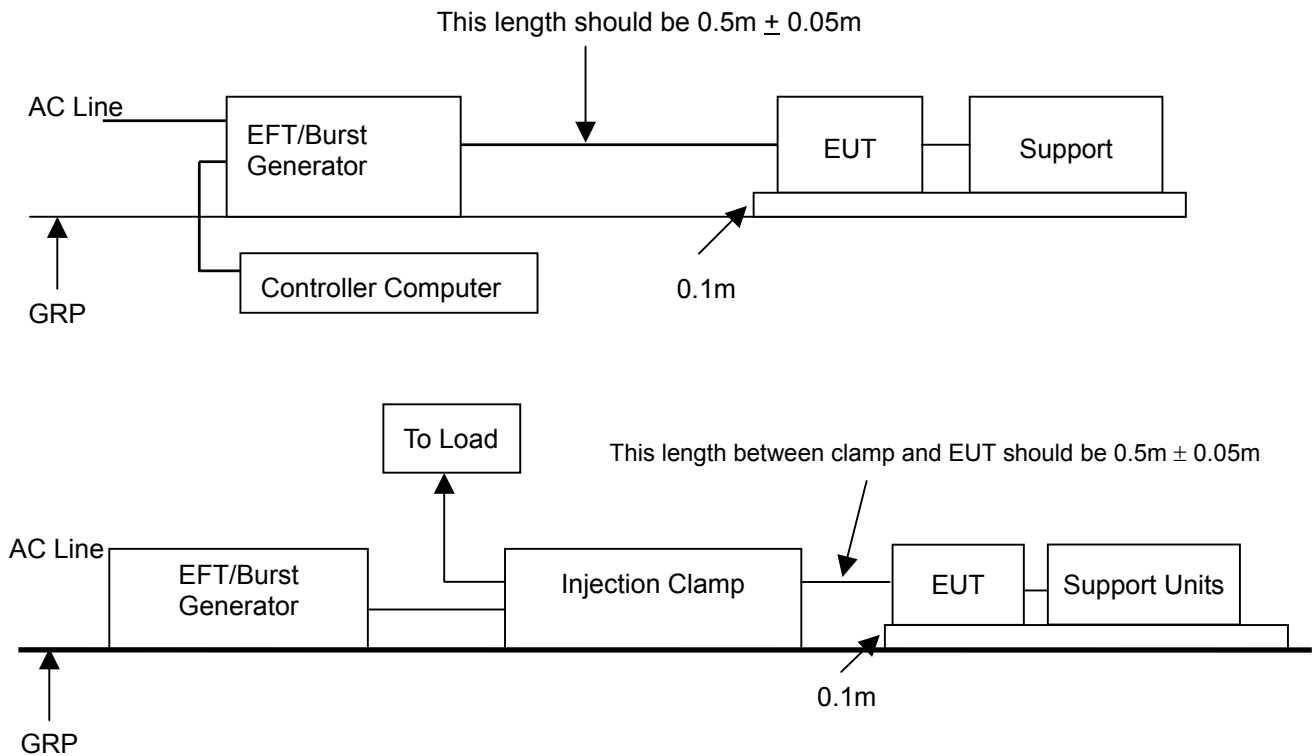 This length should be 0.5m ± 0.05m
AC Line
EFT/Burst
Generator
EUT
Support
Controller Computer
0.1m
GRP
To Load
This length between clamp and EUT should be 0.5m ± 0.05m
AC Line
EFT/Burst
Generator
Injection Clamp
EUT
Support Units
0.1m
GRP